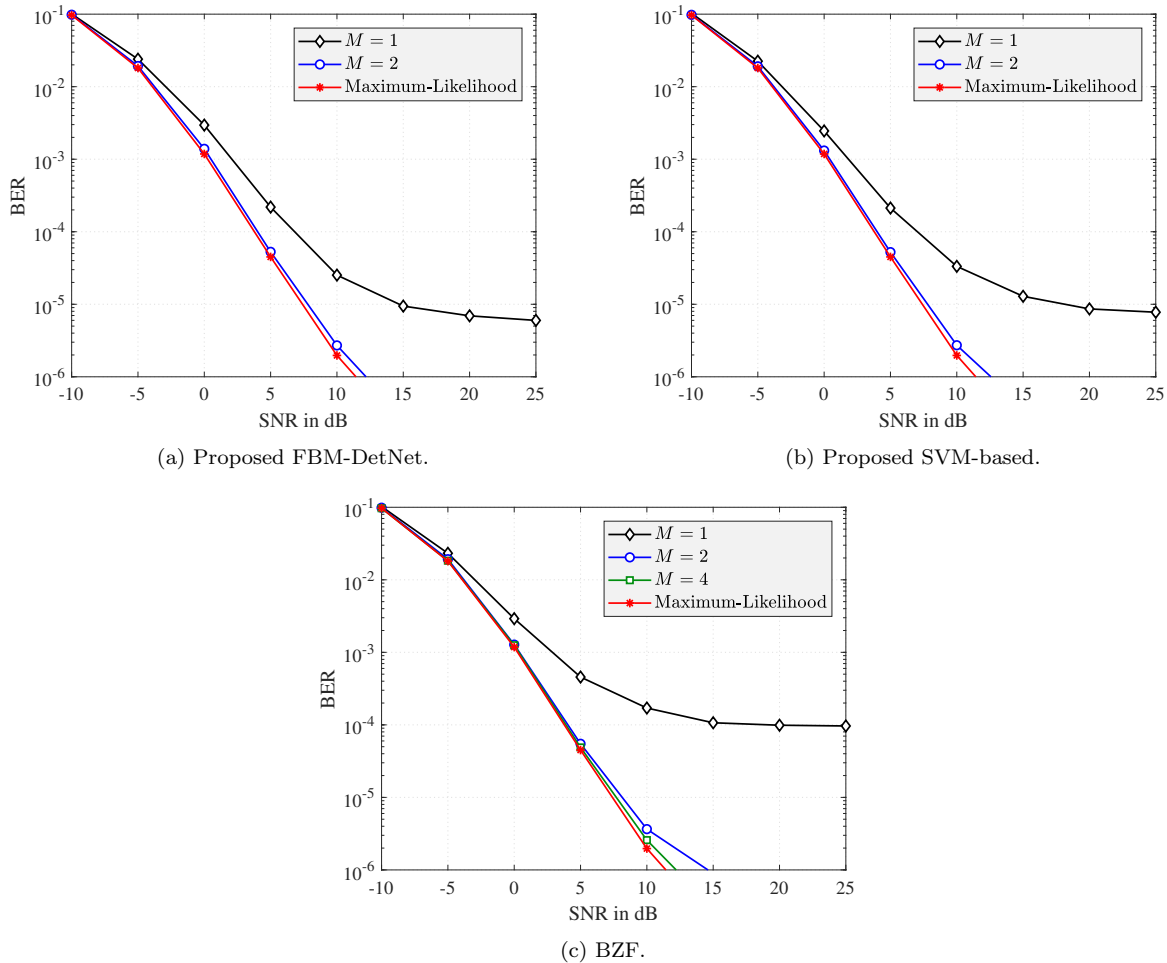 10^-1
10^-2
10^-3
10^-4
10^-5
10^-6
BER
-10 -5 0 5 10 15 20 25
SNR in dB
M = 1
M = 2
Maximum-Likelihood
(a) Proposed FBM-DetNet.
10^-1
10^-2
10^-3
10^-4
10^-5
10^-6
BER
-10 -5 0 5 10 15 20 25
SNR in dB
M = 1
M = 2
Maximum-Likelihood
(b) Proposed SVM-based.
10^-1
10^-2
10^-3
10^-4
10^-5
10^-6
BER
-10 -5 0 5 10 15 20 25
SNR in dB
M = 1
M = 2
M = 4
Maximum-Likelihood
(c) BZF.